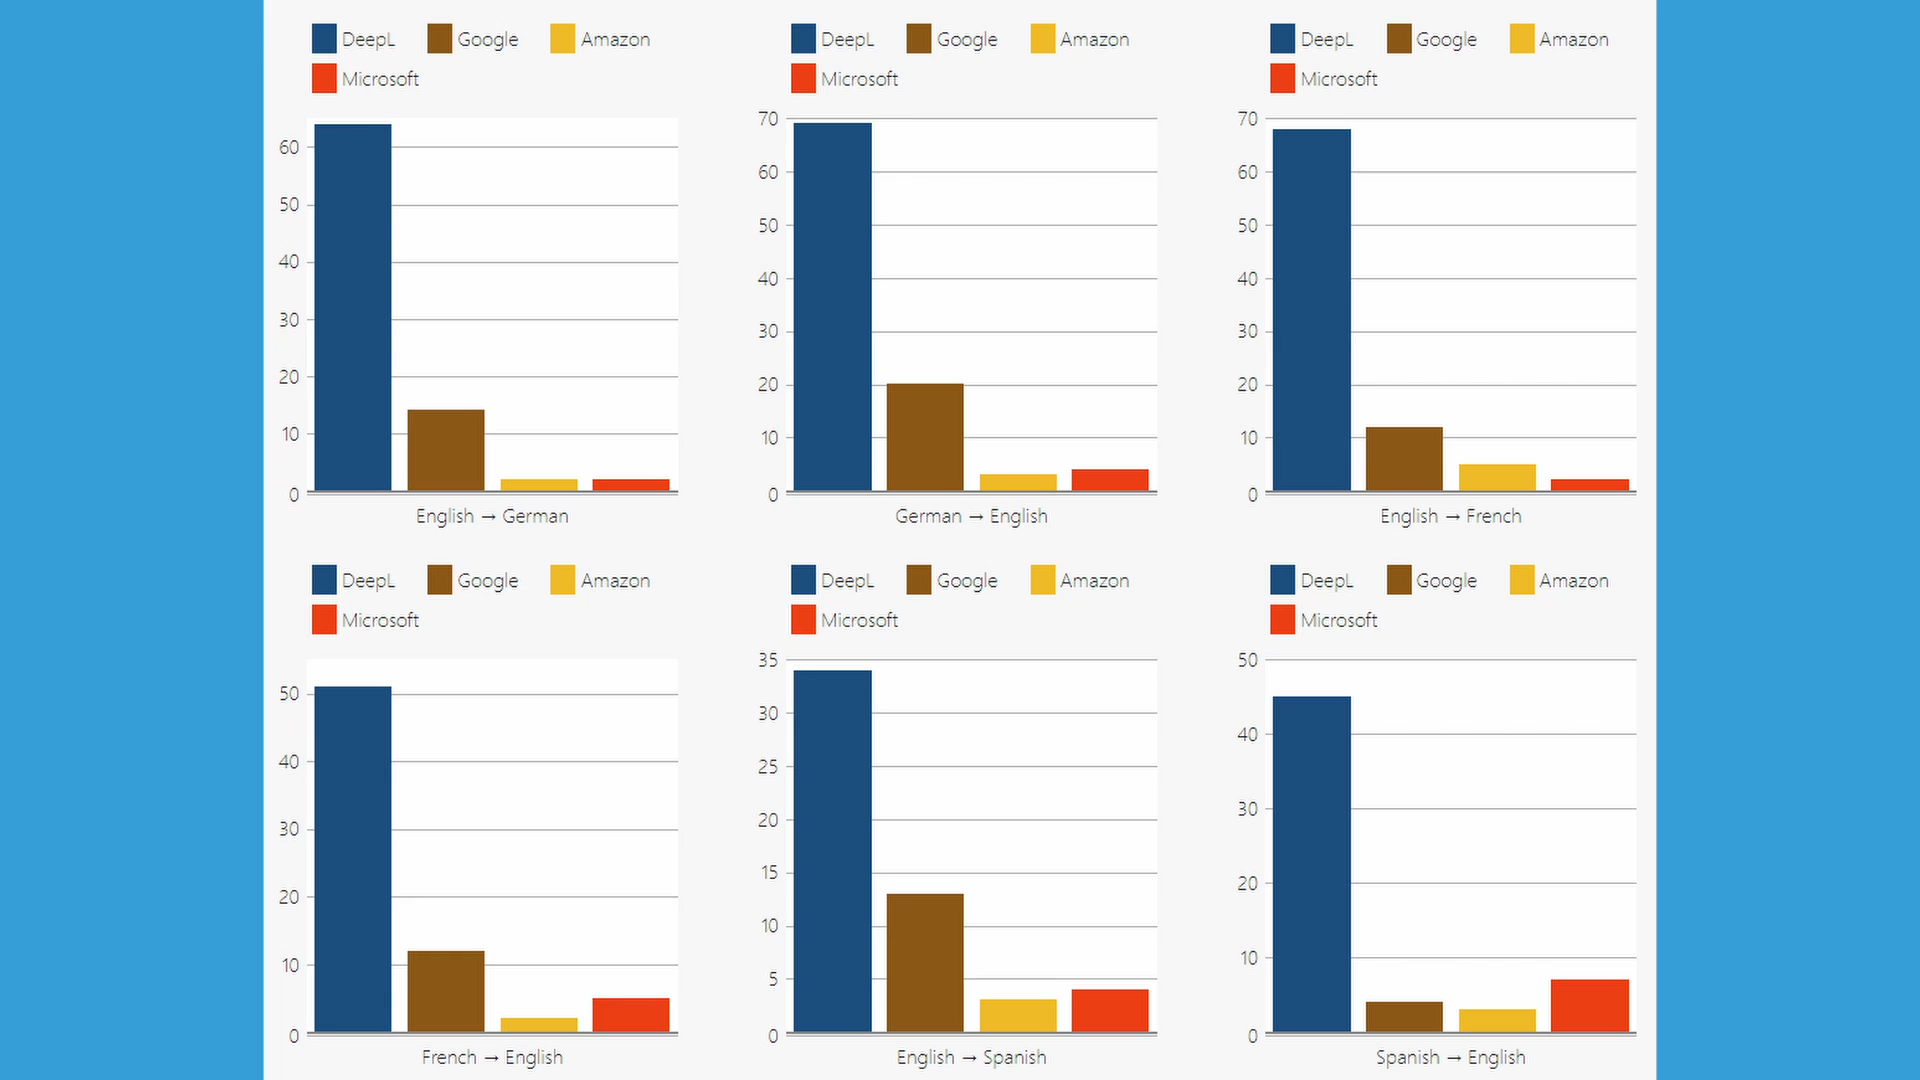 DeepL Google Amazon
Microsoft
60
50
40
30
20
10
0
English → German
DeepL Google Amazon
Microsoft
70
60
50
40
30
20
10
0
German → English
DeepL Google Amazon
Microsoft
70
60
50
40
30
20
10
0
English → French
DeepL Google Amazon
Microsoft
50
40
30
20
10
0
French → English
DeepL Google Amazon
Microsoft
35
30
25
20
15
10
5
0
English → Spanish
DeepL Google Amazon
Microsoft
50
40
30
20
10
0
Spanish → English